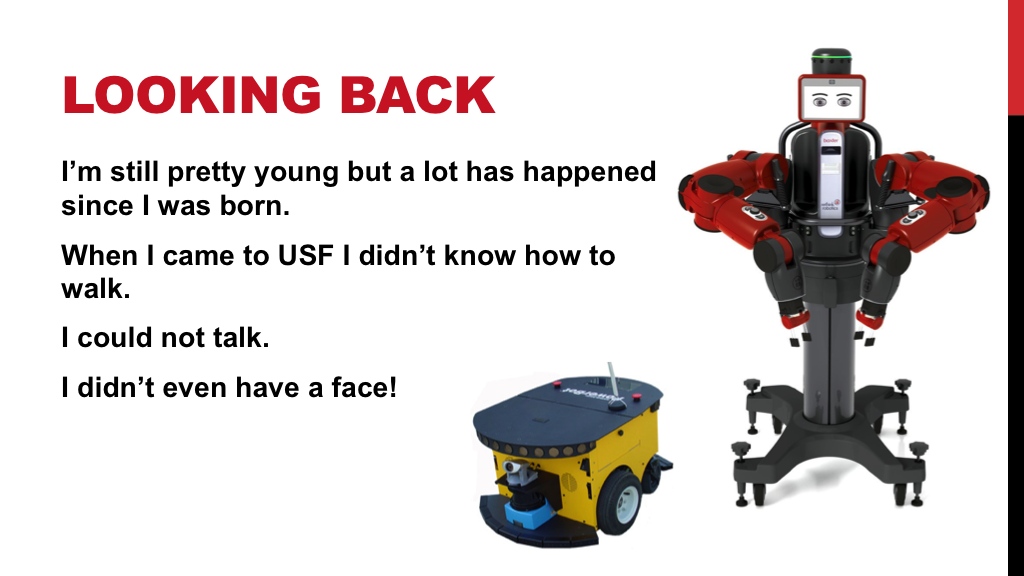 LOOKING BACK
I’m still pretty young but a lot has happened
since I was born.
When I came to USF I didn’t know how to
walk.
I could not talk.
I didn’t even have a face!